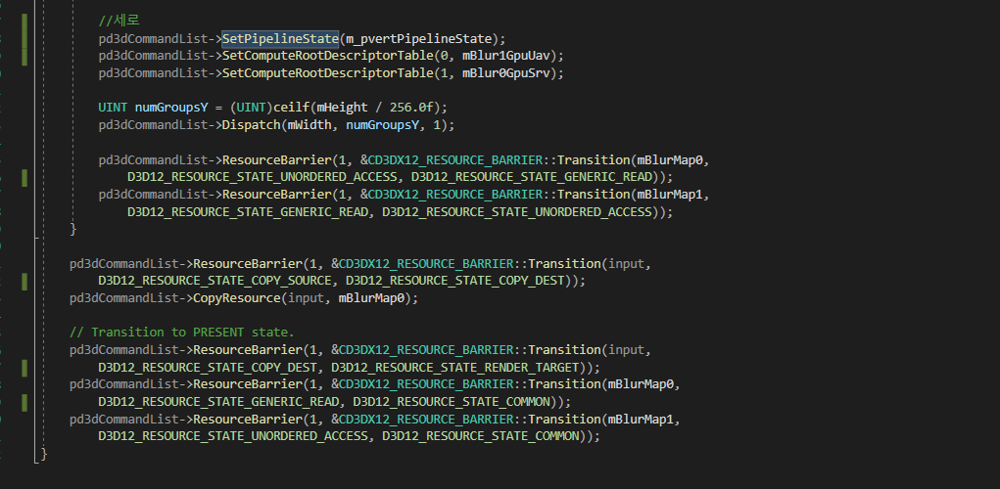 //세로
pd3dCommandList->SetPipelineState(m_pvertPipelineState);
pd3dCommandList->SetComputeRootDescriptorTable(0, mBlur1GpuUav);
pd3dCommandList->SetComputeRootDescriptorTable(1, mBlur0GpuSrv);
UINT numGroupsY = (UINT)ceilf(mHeight / 256.0f);
pd3dCommandList->Dispatch(mWidth, numGroupsY, 1);
pd3dCommandList->ResourceBarrier(1, &CD3DX12_RESOURCE_BARRIER::Transition(mBlurMap0,
D3D12_RESOURCE_STATE_UNORDERED_ACCESS, D3D12_RESOURCE_STATE_GENERIC_READ));
pd3dCommandList->ResourceBarrier(1, &CD3DX12_RESOURCE_BARRIER::Transition(mBlurMap1,
D3D12_RESOURCE_STATE_GENERIC_READ, D3D12_RESOURCE_STATE_UNORDERED_ACCESS));
}
pd3dCommandList->ResourceBarrier(1, &CD3DX12_RESOURCE_BARRIER::Transition(input,
D3D12_RESOURCE_STATE_COPY_SOURCE, D3D12_RESOURCE_STATE_COPY_DEST));
pd3dCommandList->CopyResource(input, mBlurMap0);
// Transition to PRESENT state.
pd3dCommandList->ResourceBarrier(1, &CD3DX12_RESOURCE_BARRIER::Transition(input,
D3D12_RESOURCE_STATE_COPY_DEST, D3D12_RESOURCE_STATE_RENDER_TARGET));
pd3dCommandList->ResourceBarrier(1, &CD3DX12_RESOURCE_BARRIER::Transition(mBlurMap0,
D3D12_RESOURCE_STATE_GENERIC_READ, D3D12_RESOURCE_STATE_COMMON));
pd3dCommandList->ResourceBarrier(1, &CD3DX12_RESOURCE_BARRIER::Transition(mBlurMap1,
D3D12_RESOURCE_STATE_UNORDERED_ACCESS, D3D12_RESOURCE_STATE_COMMON));
}